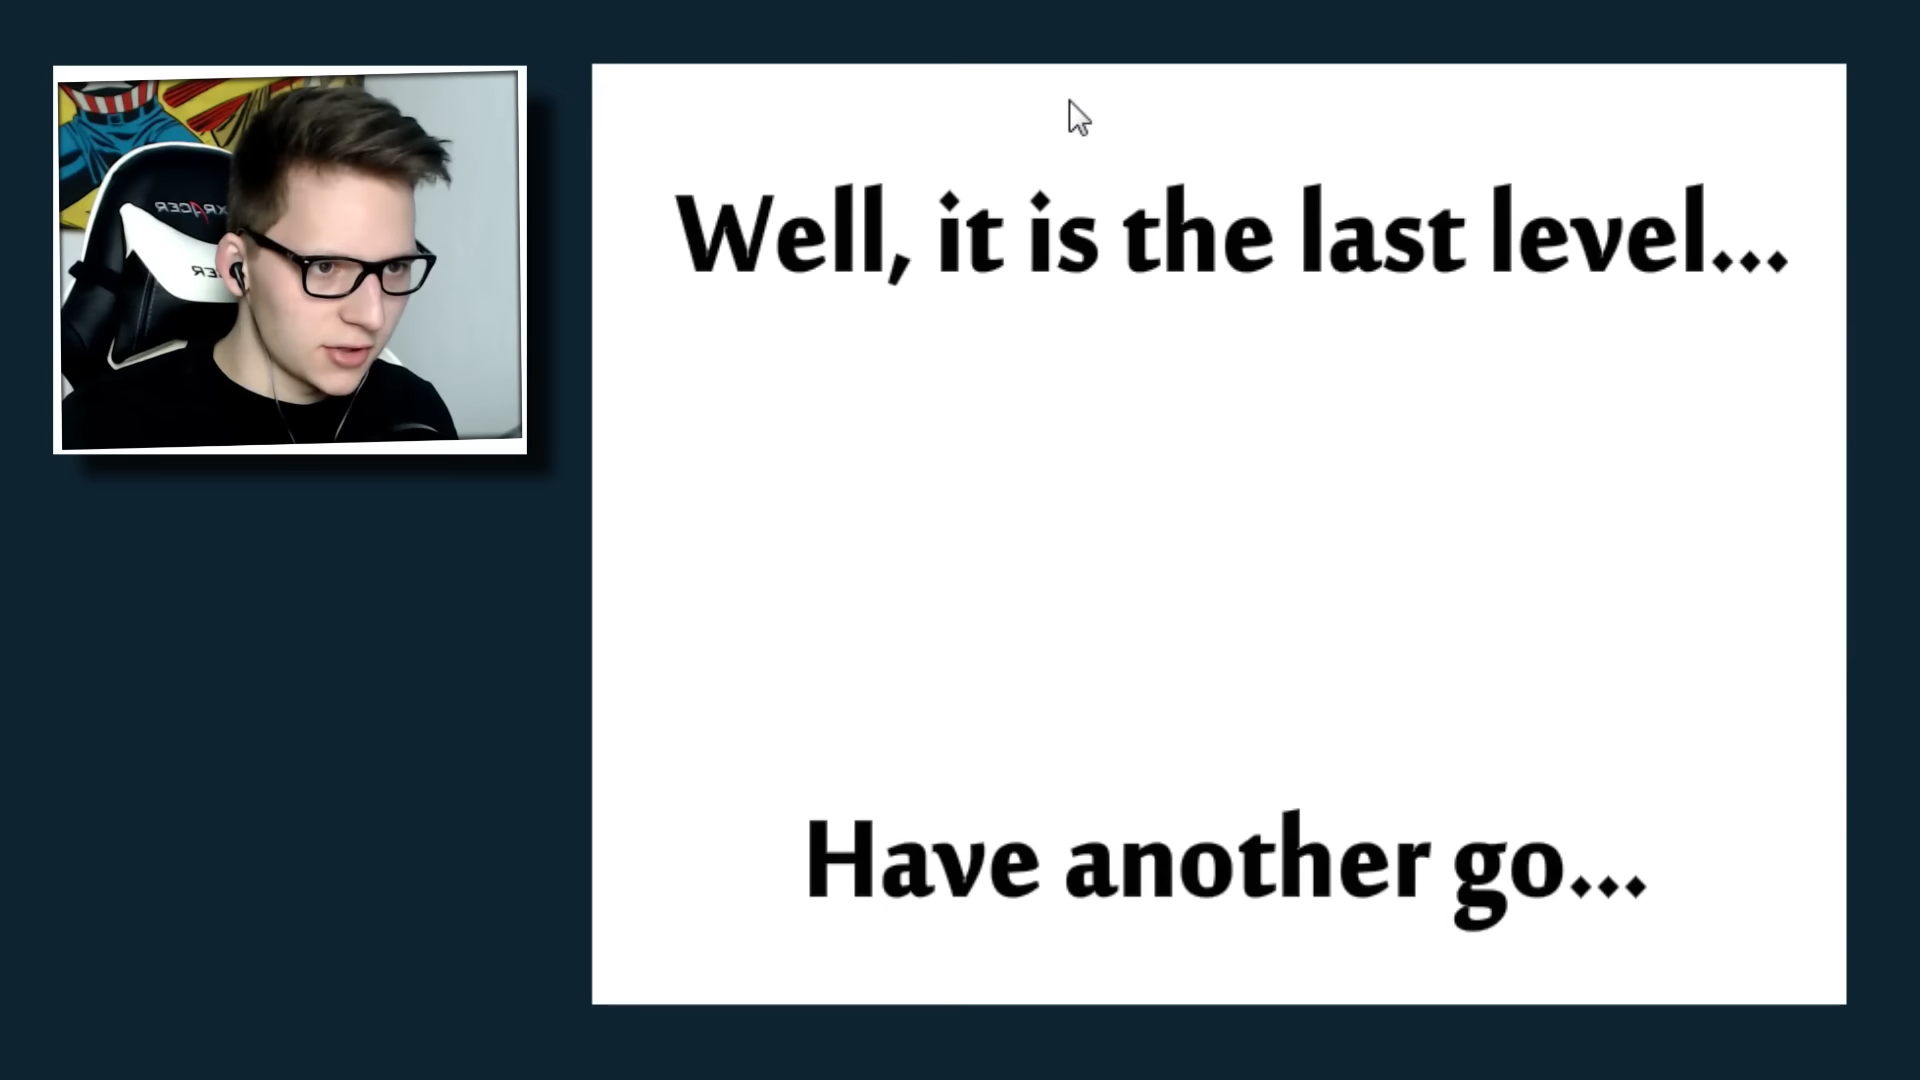 Well, it is the last level...
Have another go...